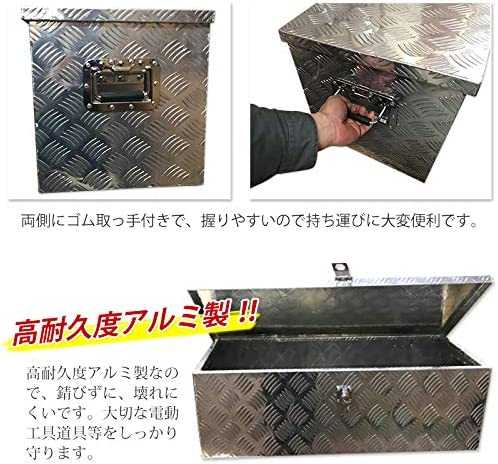 両側にゴム取っ手付きで、握りやすいので持ち運びに大変便利です。
高耐久度アルミ製!!
高耐久度アルミ製なの
で、錆びずに、壊れに
くいです。大切な電動
工具道具等をしっかり
守ります。